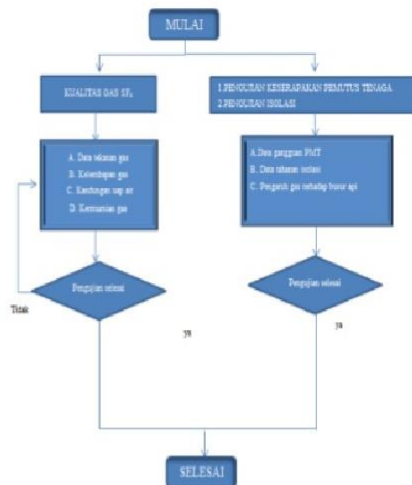 MULAI
KUALITAS GAS SF₆
1.PENGUJIAN KESERAPAKAN PEMUTUS TENAGA
2.PENGUJIAN ISOLASI
A. Data tekanan gas
B. Kelembapan gas
C. Kandungan uap air
D. Kemurnian gas
A.Data gangguan PMT
B. Data tahanan isolasi
C. Pengaruh gas terhadap busur api
Pengujian selesai
Pengujian selesai
Tidak
ya
ya
SELESAI